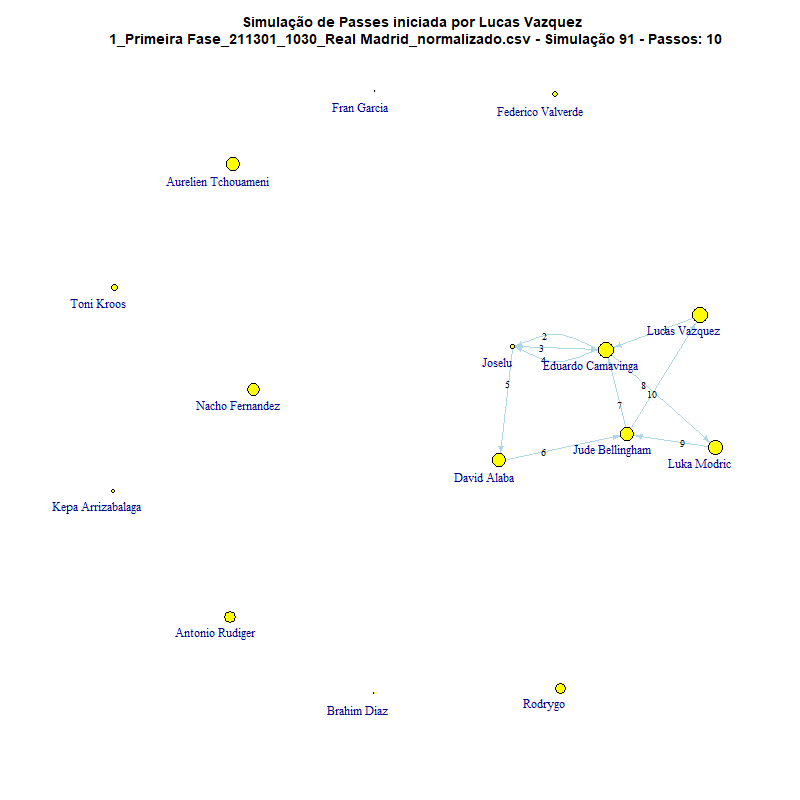 Simulação de Passes iniciada por Lucas Vazquez
1_Primeira Fase_211301_1030_Real Madrid_normalizado.csv - Simulação 91 - Passos: 10
Fran Garcia
Federico Valverde
Aurelien Tchouameni
Toni Kroos
Lucas Vazquez
2
3
4
Joselu
Eduardo Camavinga
5
8
10
7
Nacho Fernandez
9
6
Jude Bellingham
Luka Modric
David Alaba
Kepa Arrizabalaga
Antonio Rudiger
Rodrygo
Brahim Diaz